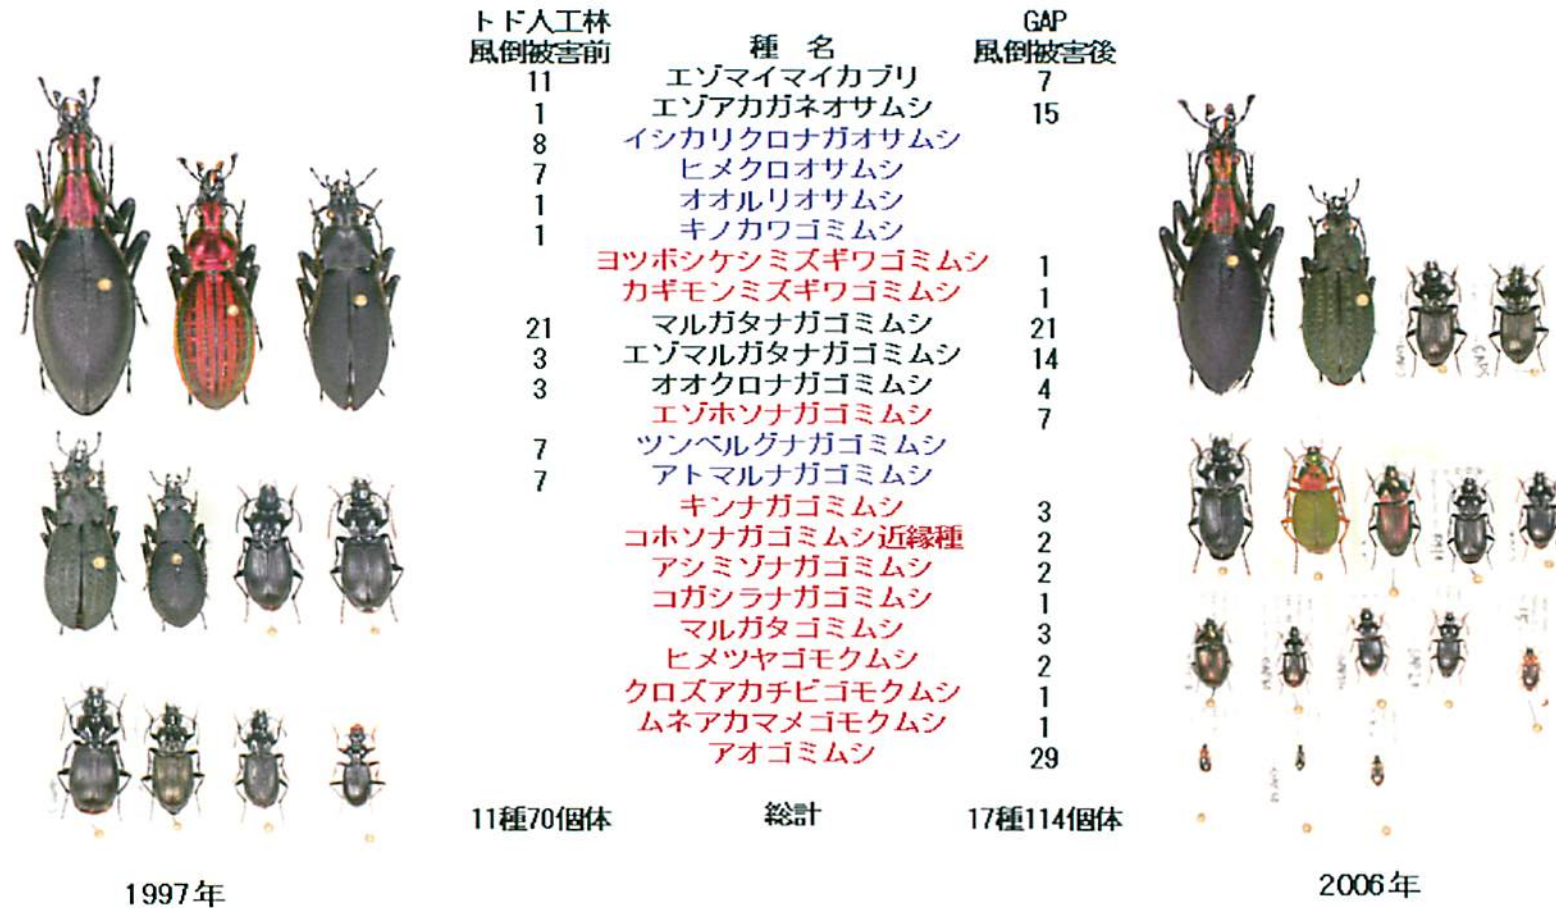 トド人工林 GAP
風倒被害前 種 名 風倒被害後
11 エゾマイマイカブリ 7
1 エゾアカガネオサムシ 15
8 イシカリクロナガオサムシ
7 ヒメクロオサムシ
1 オオルリオサムシ
1 キノカワゴミムシ
ヨツボシケシミズギワゴミムシ 1
カギモンミズギワゴミムシ 1
21 マルガタナガゴミムシ 21
3 エゾマルガタナガゴミムシ 14
3 オオクロナガゴミムシ 4
エゾホソナガゴミムシ 7
7 ツンベルグナガゴミムシ
7 アトマルナガゴミムシ
キンナガゴミムシ 3
コホソナガゴミムシ近縁種 2
アシミゾナガゴミムシ 2
コガシラナガゴミムシ 1
マルガタゴミムシ 3
ヒメツヤゴモクムシ 2
クロズアカチビゴモクムシ 1
ムネアカマメゴモクムシ 1
アオゴミムシ 29
11種70個体 総計 17種114個体
1997年 2006年